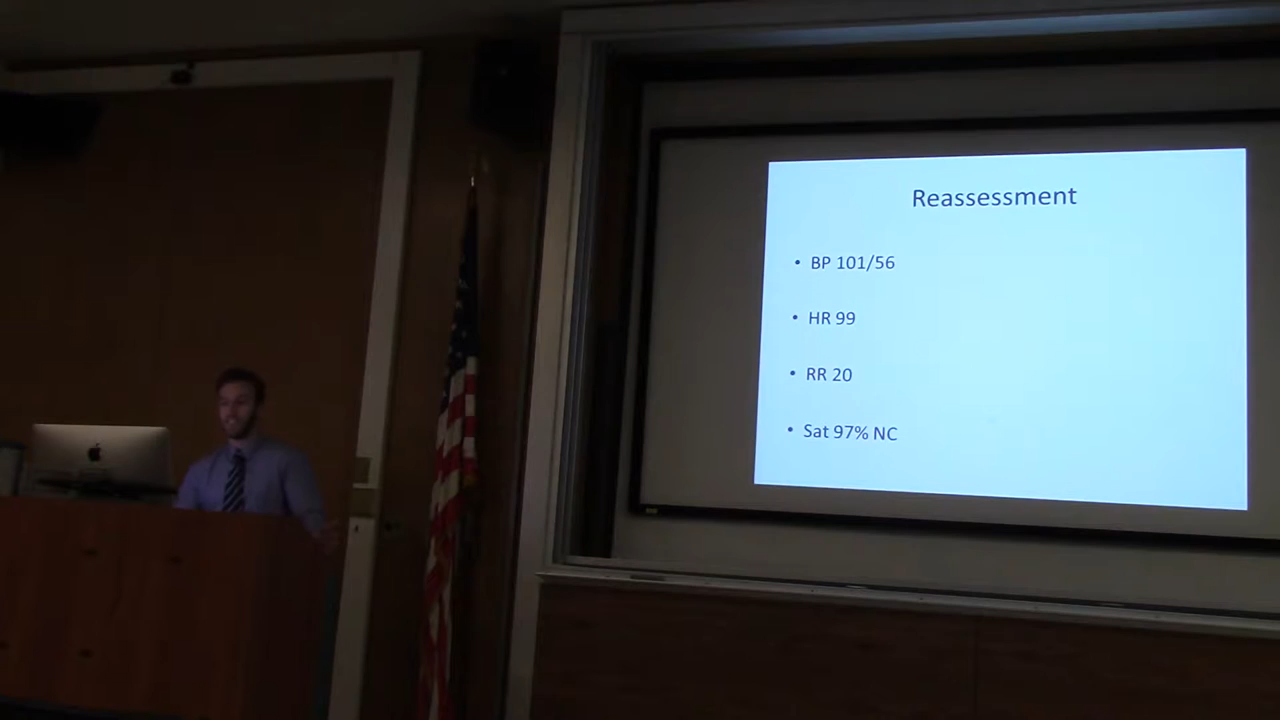 Reassessment
• BP 101/56
• HR 99
• RR 20
• Sat 97% NC